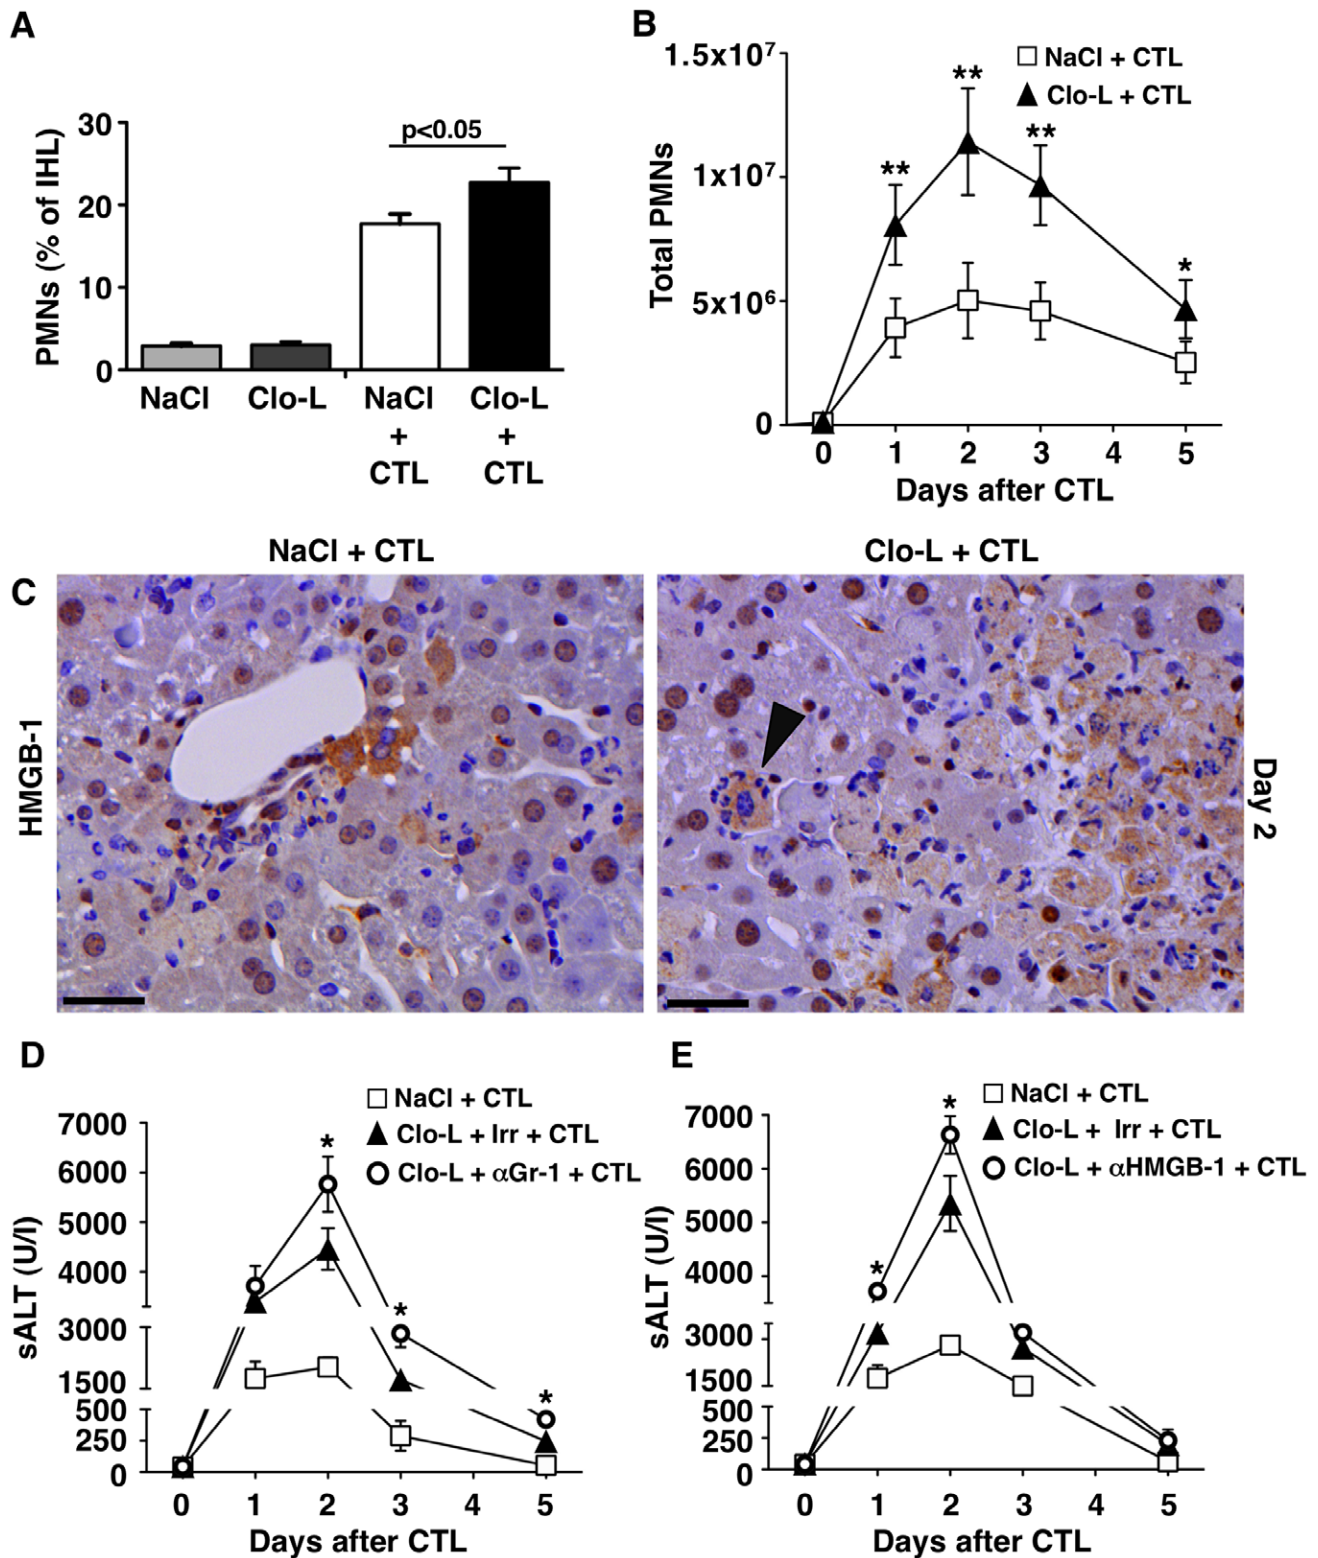 A
PMNs (% of IHL)
30
20
10
0
p<0.05
NaCl
Clo-L
NaCl + CTL
Clo-L + CTL
B
Total PMNs
1.5x10⁷
1x10⁷
5x10⁶
0
NaCl + CTL
Clo-L + CTL
**
**
**
*
0 1 2 3 4 5
Days after CTL
C
NaCl + CTL
Clo-L + CTL
HMGB-1
Day 2
D
sALT (U/l)
7000
6000
5000
4000
3000
1500
500
250
0
NaCl + CTL
Clo-L + Irr + CTL
Clo-L + αGr-1 + CTL
*
*
*
0 1 2 3 4 5
Days after CTL
E
sALT (U/l)
7000
6000
5000
4000
3000
1500
500
250
0
NaCl + CTL
Clo-L + Irr + CTL
Clo-L + αHMGB-1 + CTL
*
*
0 1 2 3 4 5
Days after CTL